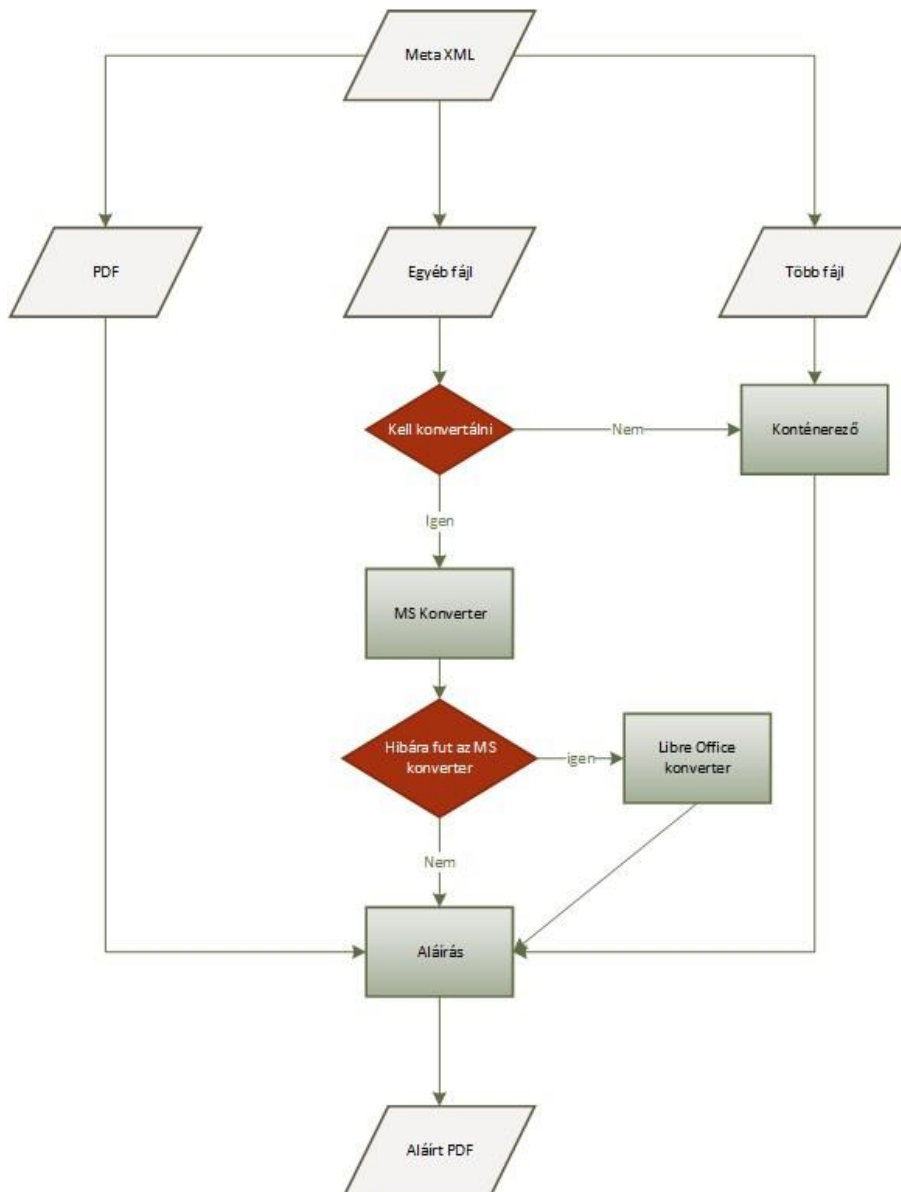 Meta XML
PDF
Egyéb fájl
Több fájl
Kell konvertálni
Nem
Konténerező
Igen
MS Konverter
Hibára fut az MS
konverter
igen
Libre Office
konverter
Nem
Aláírás
Aláírt PDF